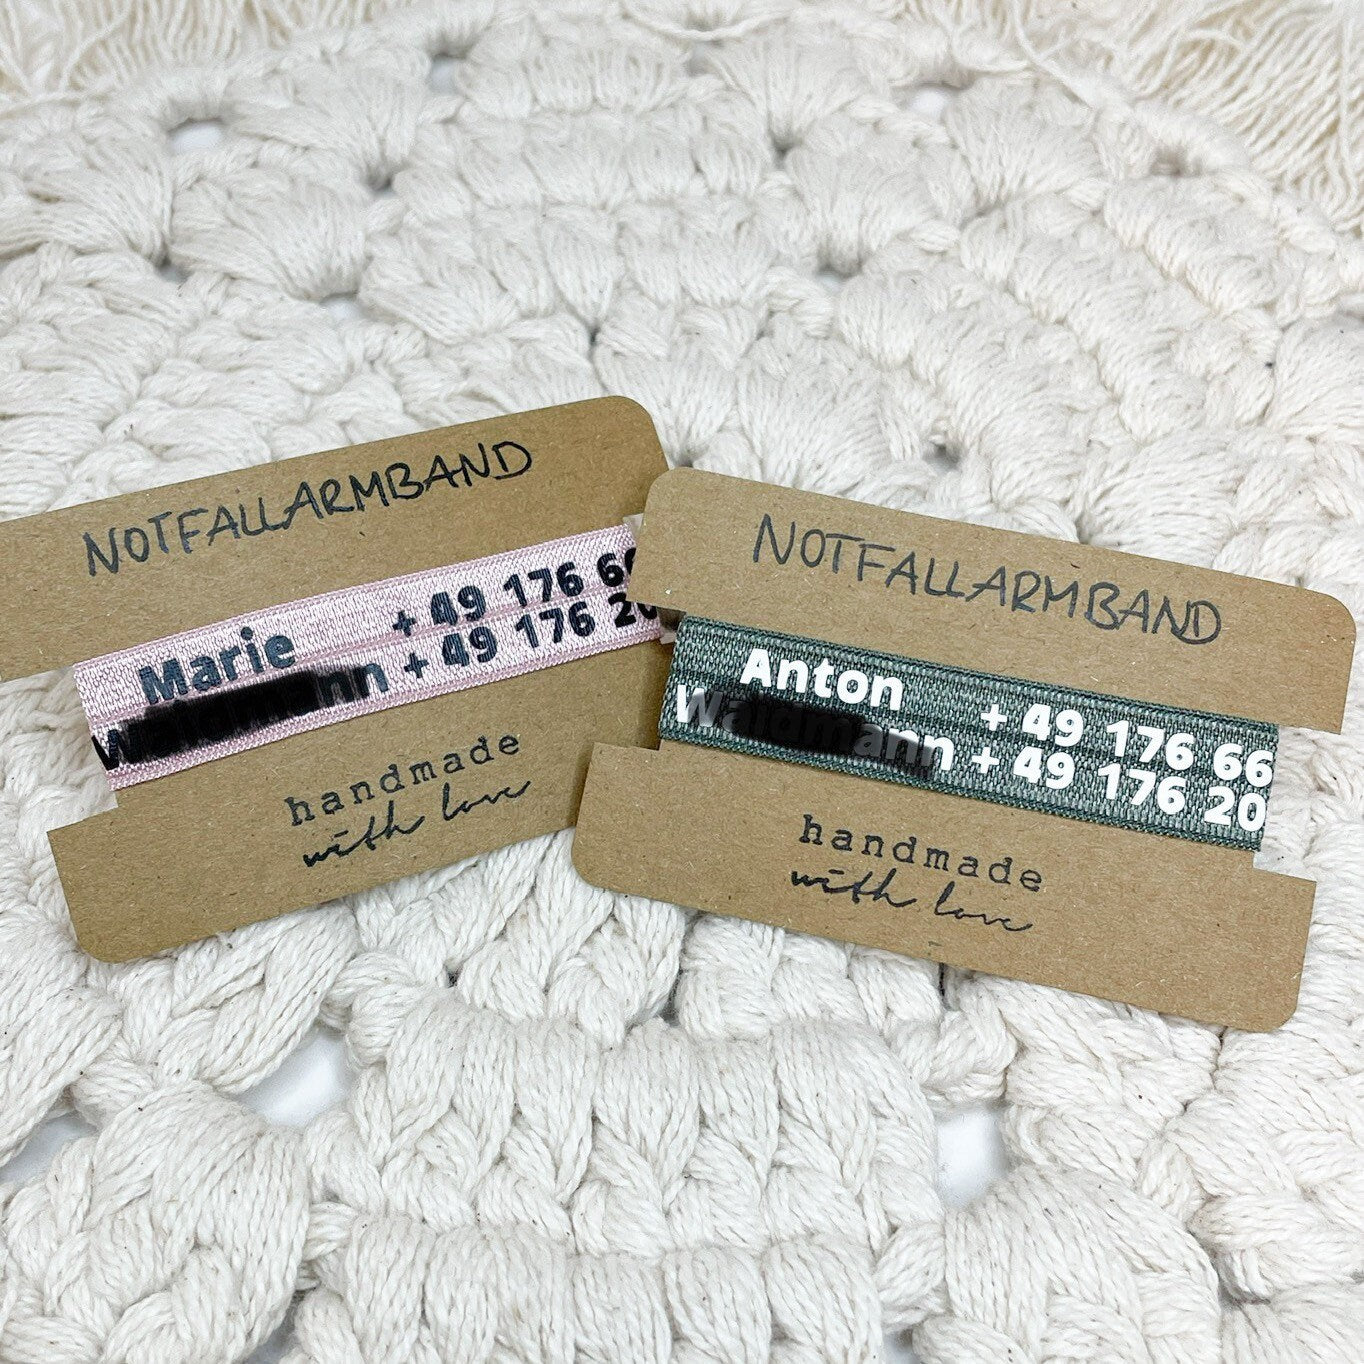 NOTFALLARMBAND
Marie + 49 176 66
+ 49 176 20
handmade
with love
NOTFALLARMBAND
Anton + 49 176 66
+ 49 176 20
handmade
with love